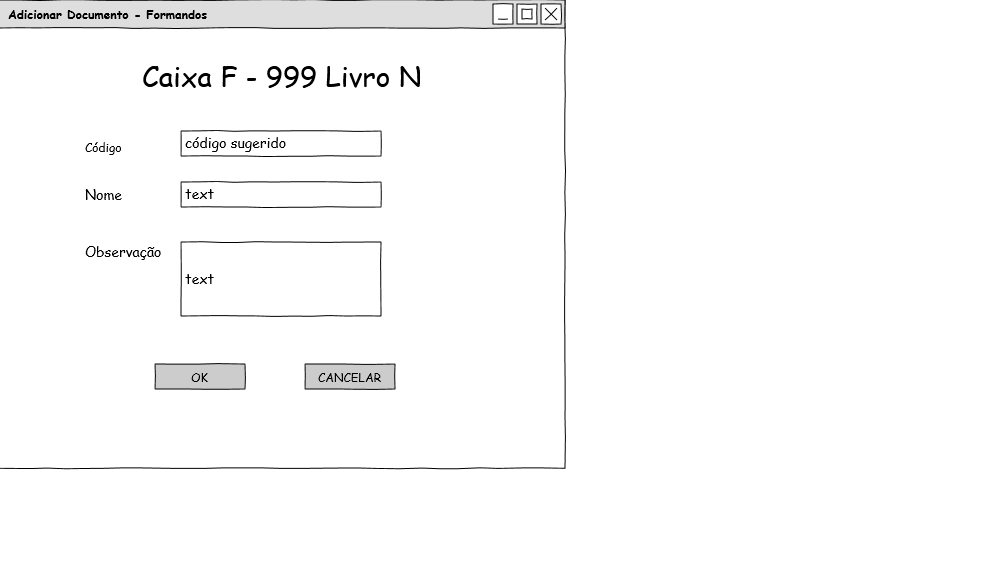 Adicionar Documento - Formandos
Caixa F - 999 Livro N
Código
código sugerido
Nome
text
Observação
text
OK
CANCELAR